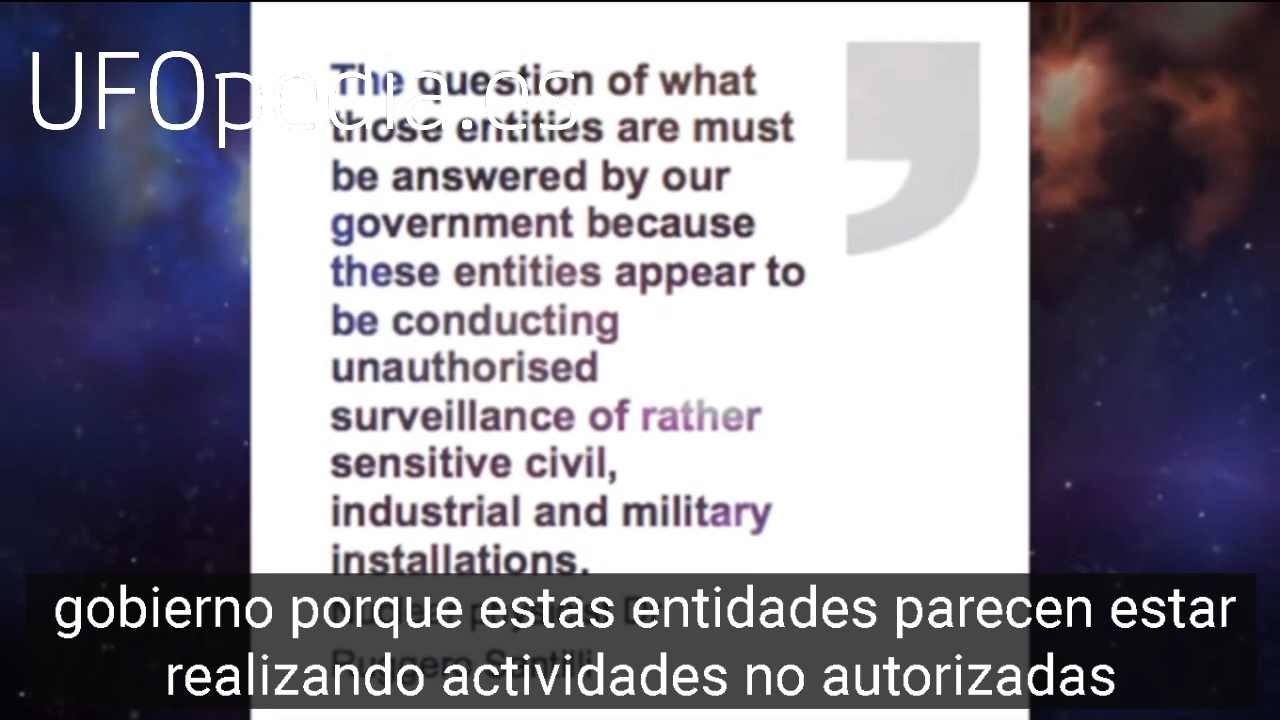 UFOpedia.es
The question of what
those entities are must
be answered by our
government because
these entities appear to
be conducting
unauthorised
surveillance of rather
sensitive civil,
industrial and military
installations.
Ruggero Santilli
gobierno porque estas entidades parecen estar
realizando actividades no autorizadas